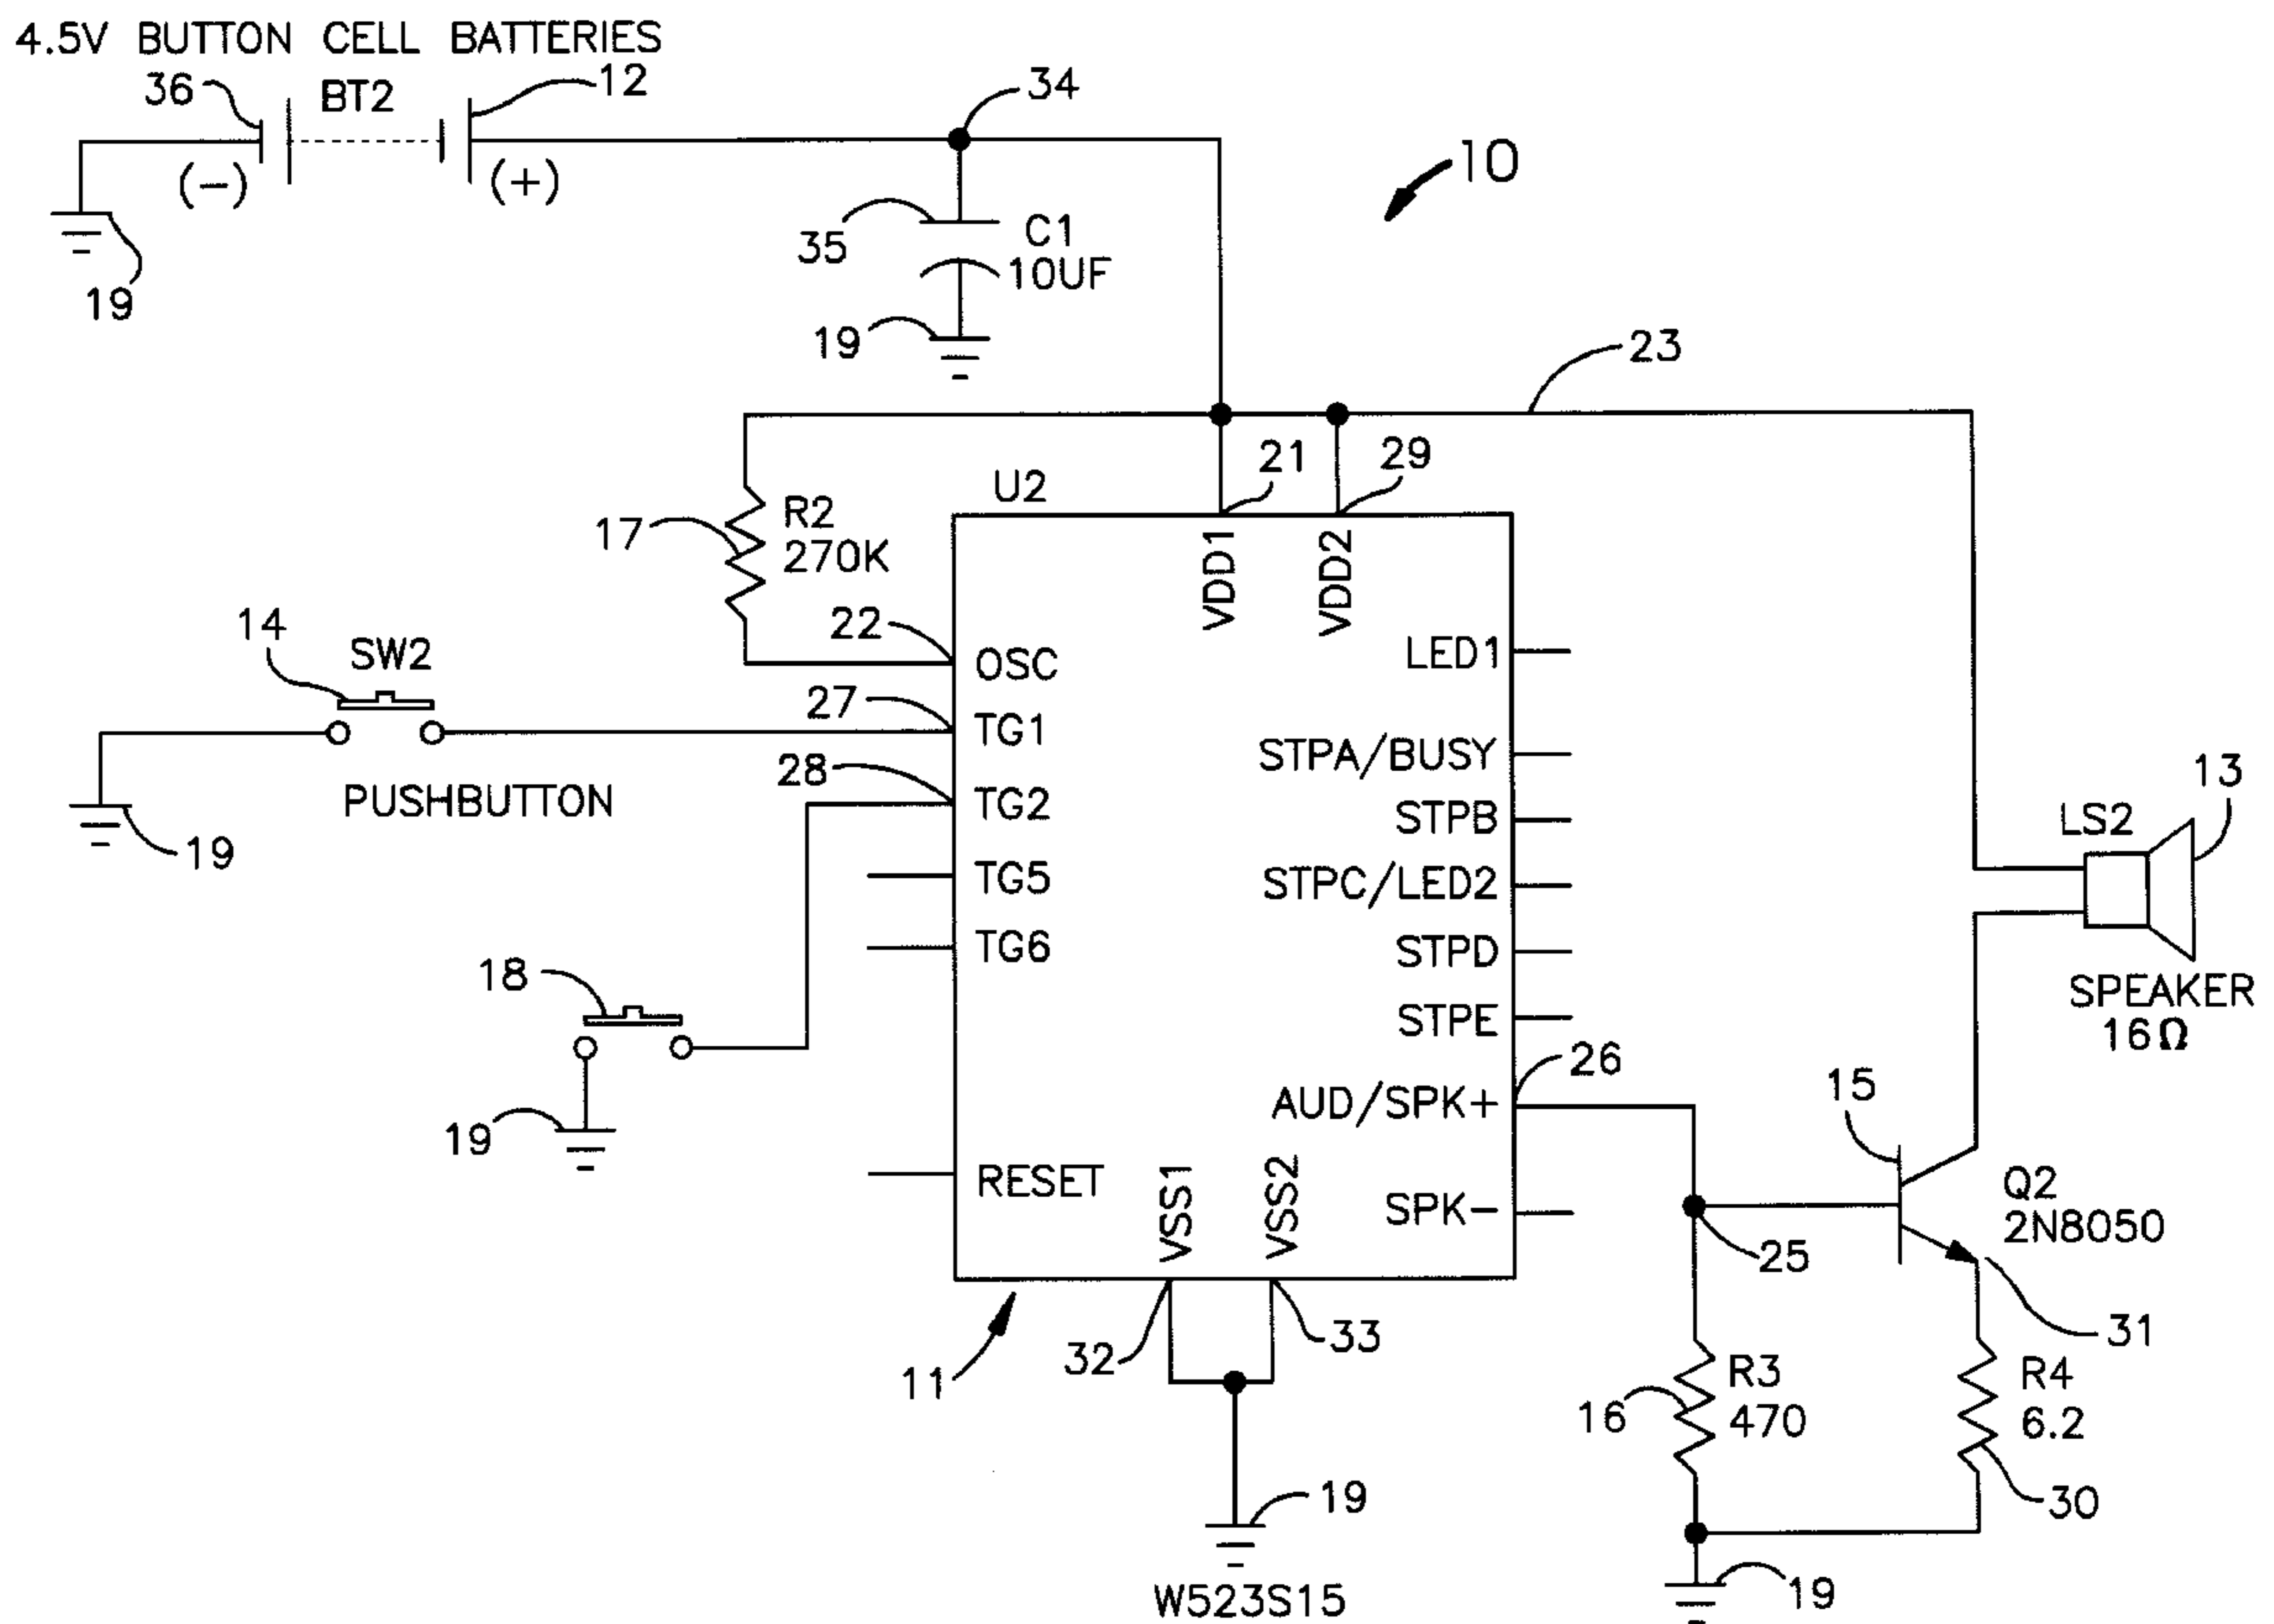 4.5V BUTTON CELL BATTERIES
36
BT2
12
34
(-)
(+)
10
35
C1
10UF
19
19
23
21
29
U2
17
R2
270K
VDD1
VDD2
22
14
SW2
OSC
LED1
27
TG1
28
STPA/BUSY
13
PUSHBUTTON
TG2
STPB
LS2
19
TG5
STPC/LED2
TG6
STPD
18
SPEAKER
16Ω
STPE
26
15
AUD/SPK+
19
RESET
VSS1
VSS2
SPK-
Q2
2N8050
25
32
33
31
11
R3
470
16
R4
6.2
30
19
W523S15
19